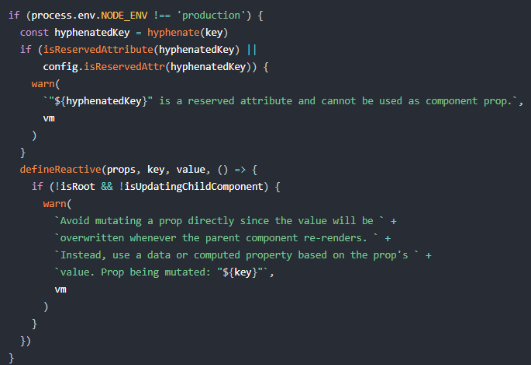 if (process.env.NODE_ENV !== 'production') {
  const hyphenatedKey = hyphenate(key)
  if (isReservedAttribute(hyphenatedKey) ||
      config.isReservedAttr(hyphenatedKey)) {
    warn(
      `"${hyphenatedKey}" is a reserved attribute and cannot be used as component prop.`,
      vm
    )
  }
  defineReactive(props, key, value, () => {
    if (!isRoot && !isUpdatingChildComponent) {
      warn(
        `Avoid mutating a prop directly since the value will be ` +
        `overwritten whenever the parent component re-renders. ` +
        `Instead, use a data or computed property based on the prop's ` +
        `value. Prop being mutated: "${key}"`,
        vm
      )
    }
  })
}